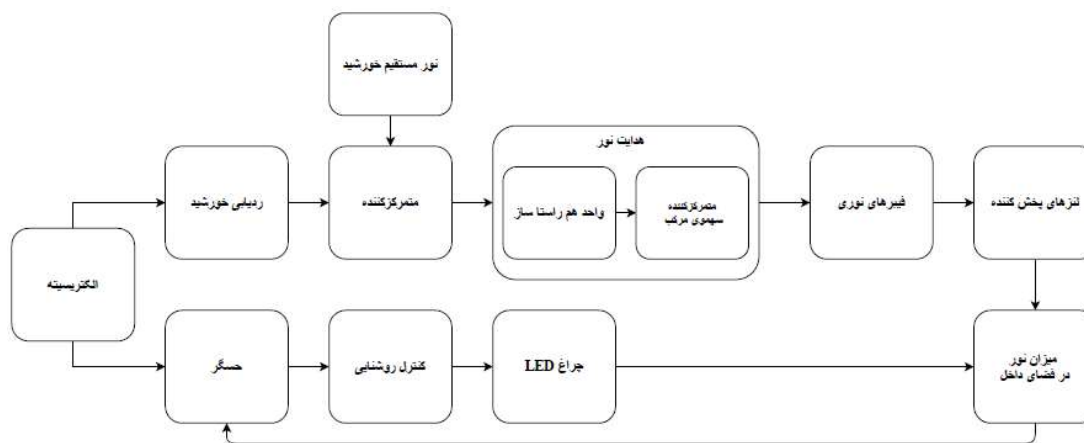 نور مستقیم خورشید
هدایت نور
ردیابی خورشید
متمرکزکننده
واحد هم راستا ساز
متمرکزکننده
سهموی مرکب
فیبرهای نوری
لنزهای پخش کننده
الکتریسیته
حسگر
کنترل روشنایی
چراغ LED
میزان نور
در فضای داخل